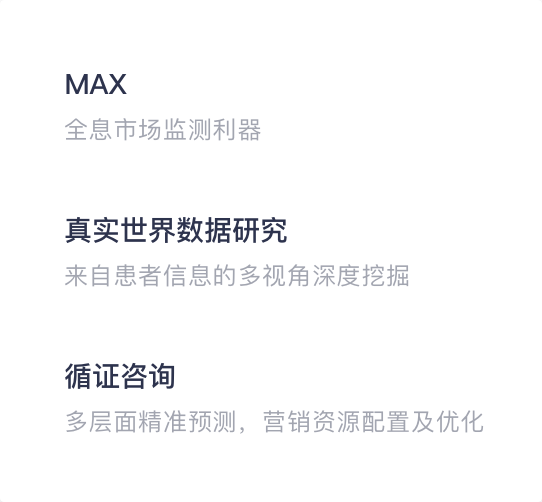 MAX
全息市场监测利器
真实世界数据研究
来自患者信息的多视角深度挖掘
循证咨询
多层面精准预测，营销资源配置及优化